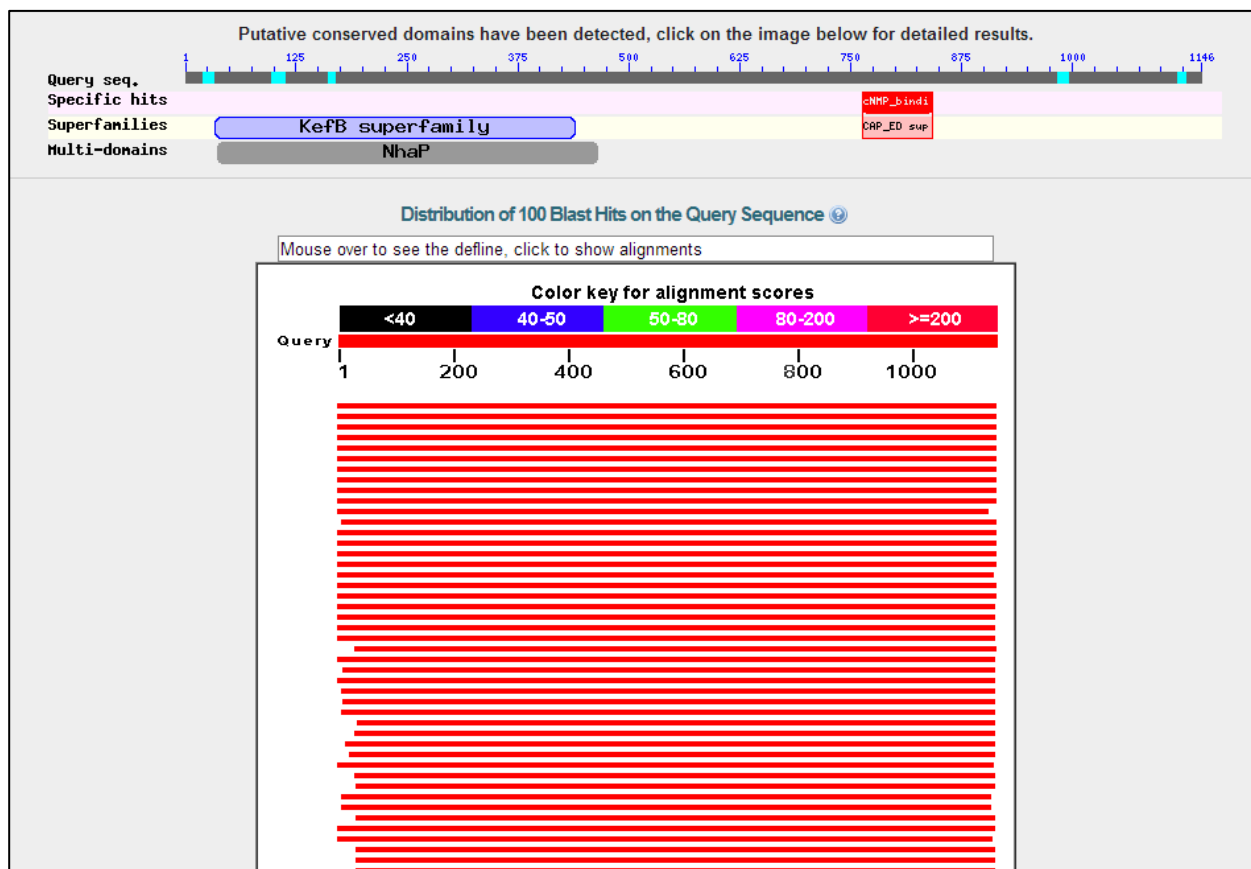 Putative conserved domains have been detected, click on the image below for detailed results.
1 125 250 375 500 625 750 875 1000 1146
Query seq.
Specific hits cNMP_bindi
Superfamilies KefB superfamily CAP_ED sup
Multi-domains NhaP
Distribution of 100 Blast Hits on the Query Sequence ?
Mouse over to see the defline, click to show alignments
Color key for alignment scores
<40 40-50 50-80 80-200 >=200
Query
1 200 400 600 800 1000